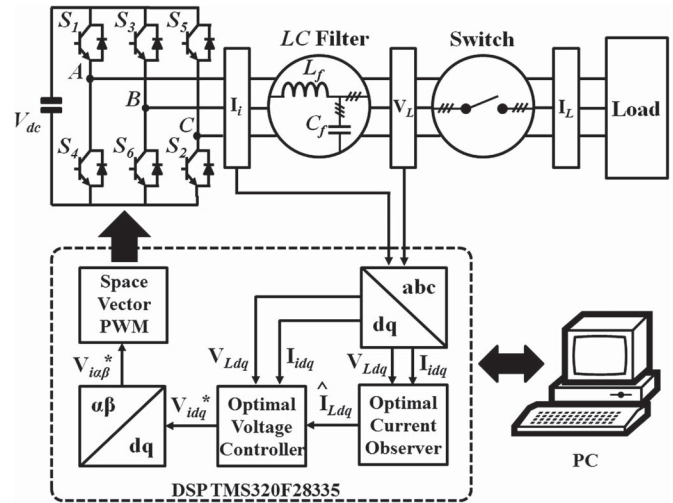 S1 S3 S5
LC Filter
Switch
A
B
C
Vdc
Ii
Lf
Cf
VL
IL
Load
S4 S6 S2
Space
Vector
PWM
abc
dq
Viαβ*
VLdq
Iidq
VLdq
Iidq
αβ
dq
Vidq*
Optimal
Voltage
Controller
ÎLdq
Optimal
Current
Observer
PC
DSP TMS320F28335